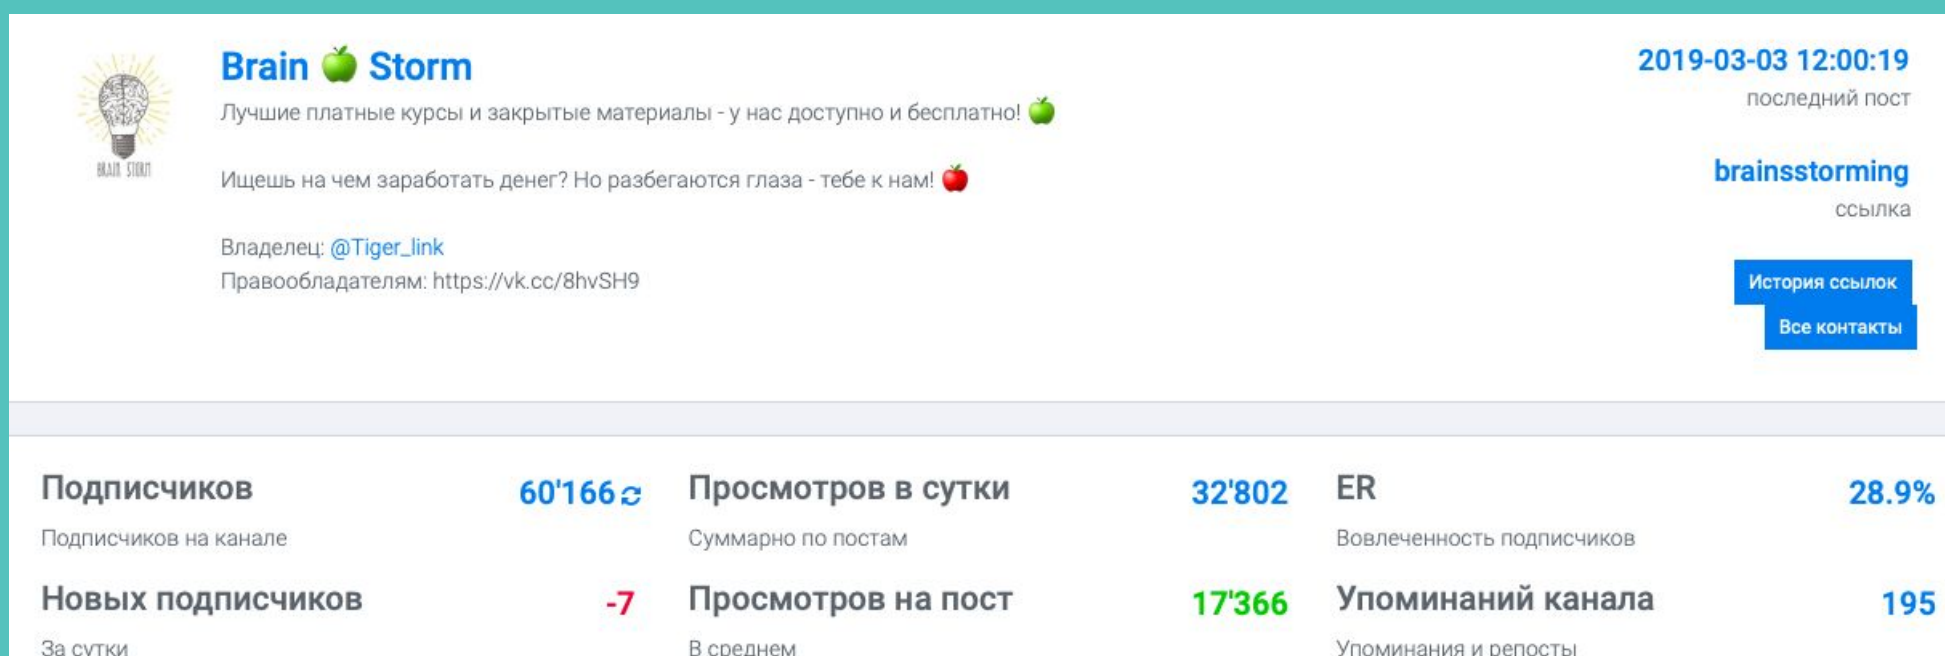 Brain 🍏 Storm
Лучшие платные курсы и закрытые материалы - у нас доступно и бесплатно! 🍏
Ищешь на чем заработать денег? Но разбегаются глаза - тебе к нам! 🍎
Владелец: @Tiger_link
Правообладателям: https://vk.cc/8hvSH9
BRAIN STORM
2019-03-03 12:00:19
последний пост
brainsstorming
ссылка
История ссылок
Все контакты
Подписчиков 60'166
Подписчиков на канале
Просмотров в сутки 32'802
Суммарно по постам
ER 28.9%
Вовлеченность подписчиков
Новых подписчиков -7
За сутки
Просмотров на пост 17'366
В среднем
Упоминаний канала 195
Упоминания и репосты